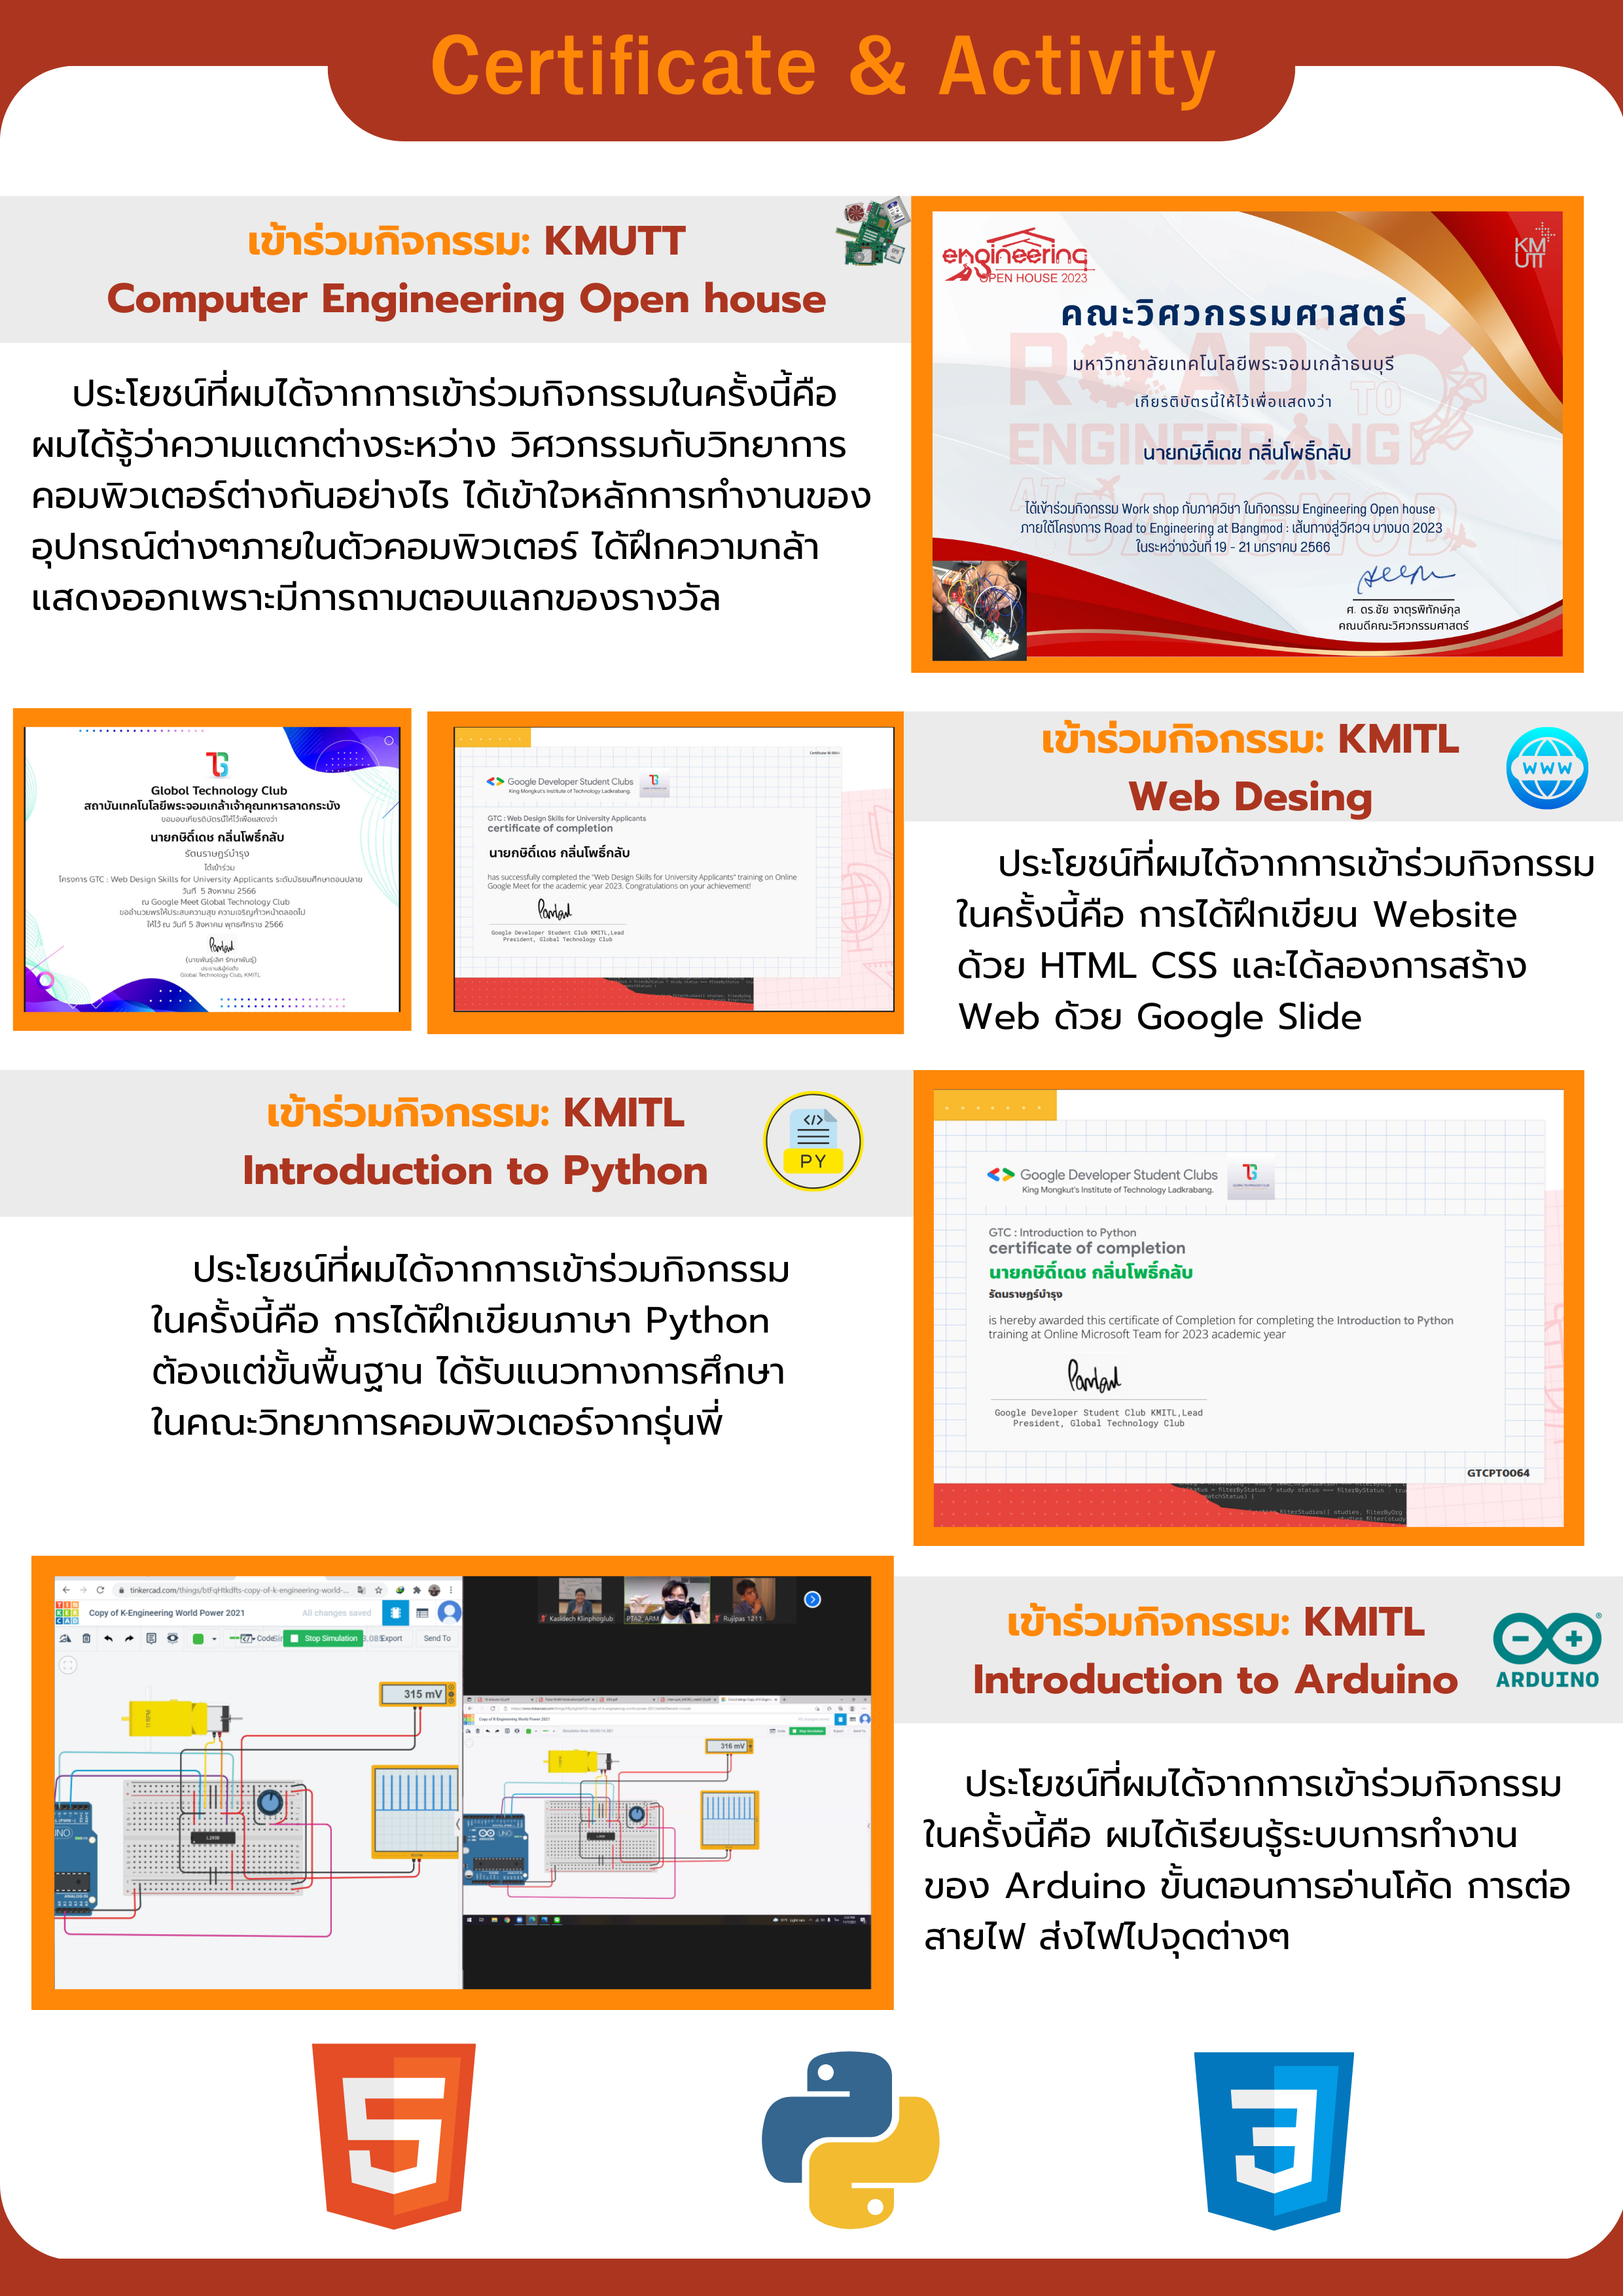 Certificate & Activity
เข้าร่วมกิจกรรม: KMUTT
Computer Engineering Open house
ประโยชน์ที่ผมได้จากการเข้าร่วมกิจกรรมในครั้งนี้คือ
ผมได้รู้ว่าความแตกต่างระหว่าง วิศวกรรมกับวิทยาการ
คอมพิวเตอร์ต่างกันอย่างไร ได้เข้าใจหลักการทำงานของ
อุปกรณ์ต่างๆภายในตัวคอมพิวเตอร์ ได้ฝึกความกล้า
แสดงออกเพราะมีการถามตอบแลกของรางวัล
engineering
OPEN HOUSE 2023
KM
UTT
คณะวิศวกรรมศาสตร์
มหาวิทยาลัยเทคโนโลยีพระจอมเกล้าธนบุรี
เกียรติบัตรนี้ให้ไว้เพื่อแสดงว่า
นายกษิดิ์เดช กลิ่นโพธิ์กลับ
ได้เข้าร่วมกิจกรรม Work shop กับภาควิชา ในกิจกรรม Engineering Open house
ภายใต้โครงการ Road to Engineering at Bangmod : เส้นทางสู่วิศวฯ บางมด 2023
ในระหว่างวันที่ 19 - 21 มกราคม 2566
ศ. ดร.ชัย จาตุรพิทักษ์กุล
คณบดีคณะวิศวกรรมศาสตร์
ROAD TO
ENGINEERING
AT BANGMOD
Globol Technology Club
สถาบันเทคโนโลยีพระจอมเกล้าเจ้าคุณทหารลาดกระบัง
ขอมอบเกียรติบัตรนี้ให้ไว้เพื่อแสดงว่า
นายกษิดิ์เดช กลิ่นโพธิ์กลับ
รัตนราษฎร์บำรุง
ได้เข้าร่วม
โครงการ GTC : Web Design Skills for University Applicants ระดับมัธยมศึกษาตอนปลาย
วันที่ 5 สิงหาคม 2566
ณ Google Meet Global Technology Club
ขออำนวยพรให้ประสบความสุข ความเจริญก้าวหน้าตลอดไป
ให้ไว้ ณ วันที่ 5 สิงหาคม พุทธศักราช 2566
Global Technology Club, KMITL
Google Developer Student Clubs
King Mongkut's Institute of Technology Ladkrabang.
GTC : Web Design Skills for University Applicants
certificate of completion
นายกษิดิ์เดช กลิ่นโพธิ์กลับ
has successfully completed the "Web Design Skills for University Applicants" training on Online
Google Meet for the academic year 2023. Congratulations on your achievement!
Google Developer Student Club KMITL,Lead
President, Global Technology Club
เข้าร่วมกิจกรรม: KMITL
Web Desing
WWW
ประโยชน์ที่ผมได้จากการเข้าร่วมกิจกรรม
ในครั้งนี้คือ การได้ฝึกเขียน Website
ด้วย HTML CSS และได้ลองการสร้าง
Web ด้วย Google Slide
เข้าร่วมกิจกรรม: KMITL
Introduction to Python
</>
PY
ประโยชน์ที่ผมได้จากการเข้าร่วมกิจกรรม
ในครั้งนี้คือ การได้ฝึกเขียนภาษา Python
ต้องแต่ขั้นพื้นฐาน ได้รับแนวทางการศึกษา
ในคณะวิทยาการคอมพิวเตอร์จากรุ่นพี่
Google Developer Student Clubs
King Mongkut's Institute of Technology Ladkrabang.
GTC : Introduction to Python
certificate of completion
นายกษิดิ์เดช กลิ่นโพธิ์กลับ
รัตนราษฎร์บำรุง
is hereby awarded this certificate of Completion for completing the Introduction to Python
training at Online Microsoft Team for 2023 academic year
Google Developer Student Club KMITL,Lead
President, Global Technology Club
GTCPT0064
Copy of K-Engineering World Power 2021
All changes saved
Code
Stop Simulation
Export
Send To
Kasidech Klinphoglub
PTA2_ARM
Rujipas 1211
315 mV
316 mV
เข้าร่วมกิจกรรม: KMITL
Introduction to Arduino
ARDUINO
ประโยชน์ที่ผมได้จากการเข้าร่วมกิจกรรม
ในครั้งนี้คือ ผมได้เรียนรู้ระบบการทำงาน
ของ Arduino ขั้นตอนการอ่านโค้ด การต่อ
สายไฟ ส่งไฟไปจุดต่างๆ